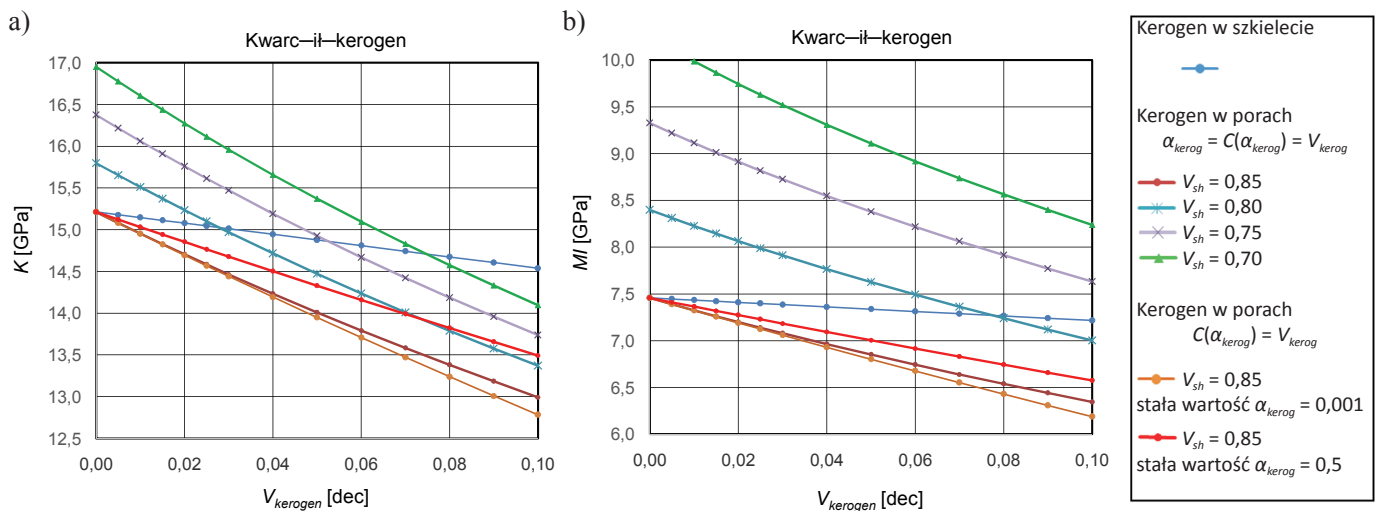 a)
Kwarc—ił—kerogen
17,0
16,5
16,0
15,5
15,0
14,5
14,0
13,5
13,0
12,5
K [GPa]
0,00 0,02 0,04 0,06 0,08 0,10
V_kerogen [dec]
b)
Kwarc—ił—kerogen
10,0
9,5
9,0
8,5
8,0
7,5
7,0
6,5
6,0
MI [GPa]
0,00 0,02 0,04 0,06 0,08 0,10
V_kerogen [dec]
Kerogen w szkielecie
Kerogen w porach
α_kerog = C(α_kerog) = V_kerog
V_sh = 0,85
V_sh = 0,80
V_sh = 0,75
V_sh = 0,70
Kerogen w porach
C(α_kerog) = V_kerog
V_sh = 0,85
stała wartość α_kerog = 0,001
V_sh = 0,85
stała wartość α_kerog = 0,5